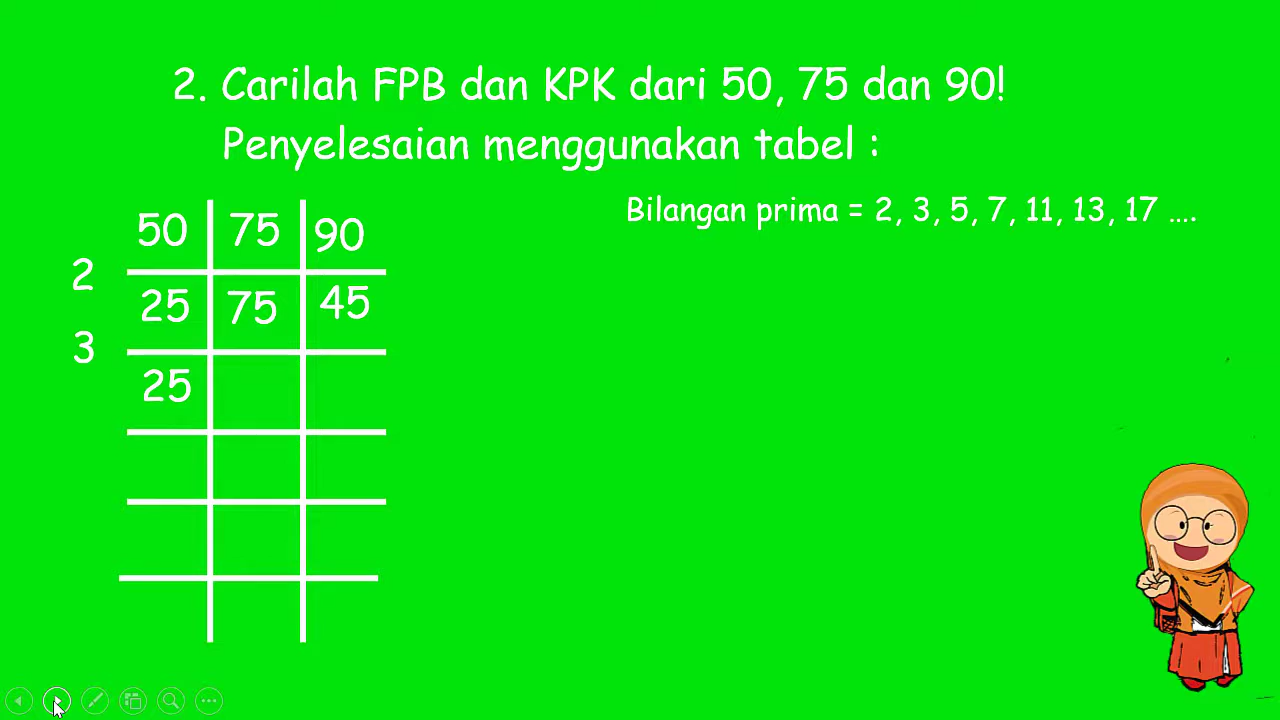 2. Carilah FPB dan KPK dari 50, 75 dan 90!
Penyelesaian menggunakan tabel :
Bilangan prima = 2, 3, 5, 7, 11, 13, 17 ....
50 75 90
2
25 75 45
3
25